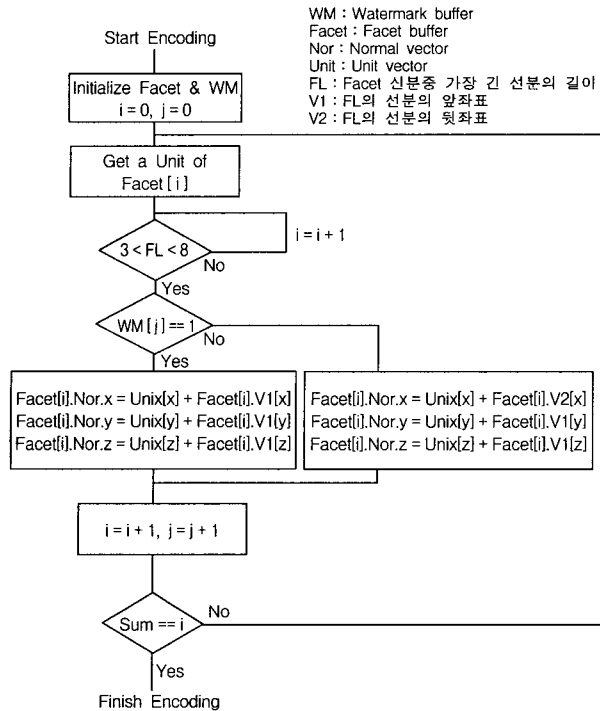 WM : Watermark buffer
Facet : Facet buffer
Nor : Normal vector
Unit : Unit vector
FL : Facet 신분중 가장 긴 선분의 길이
V1 : FL의 선분의 앞좌표
V2 : FL의 선분의 뒷좌표
Start Encoding
Initialize Facet & WM
i = 0, j = 0
Get a Unit of
Facet [ i ]
i = i + 1
3 < FL < 8
No
Yes
WM [ j ] == 1
No
Yes
Facet[i].Nor.x = Unix[x] + Facet[i].V1[x]
Facet[i].Nor.y = Unix[y] + Facet[i].V1[y]
Facet[i].Nor.z = Unix[z] + Facet[i].V1[z]
Facet[i].Nor.x = Unix[x] + Facet[i].V2[x]
Facet[i].Nor.y = Unix[y] + Facet[i].V1[y]
Facet[i].Nor.z = Unix[z] + Facet[i].V1[z]
i = i + 1, j = j + 1
Sum == i
No
Yes
Finish Encoding